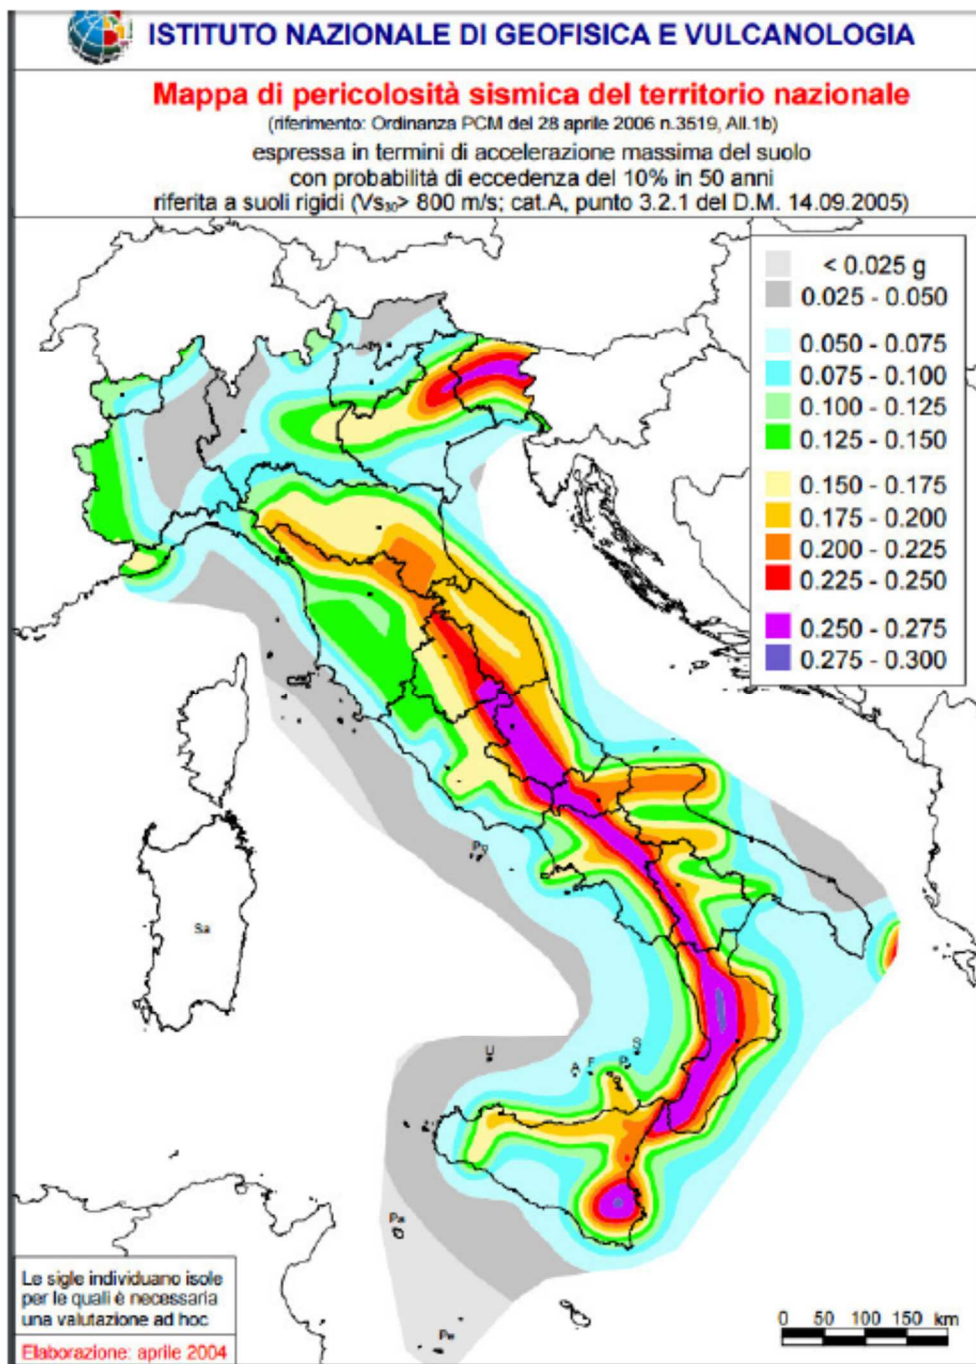 ISTITUTO NAZIONALE DI GEOFISICA E VULCANOLOGIA
Mappa di pericolosità sismica del territorio nazionale
(riferimento: Ordinanza PCM del 28 aprile 2006 n.3519, All.1b)
espressa in termini di accelerazione massima del suolo
con probabilità di eccedenza del 10% in 50 anni
riferita a suoli rigidi (Vs₃₀> 800 m/s; cat.A, punto 3.2.1 del D.M. 14.09.2005)
< 0.025 g
0.025 - 0.050
0.050 - 0.075
0.075 - 0.100
0.100 - 0.125
0.125 - 0.150
0.150 - 0.175
0.175 - 0.200
0.200 - 0.225
0.225 - 0.250
0.250 - 0.275
0.275 - 0.300
Sa
U
A
F
S
Pa
Pe
Le sigle individuano isole
per le quali è necessaria
una valutazione ad hoc
Elaborazione: aprile 2004
0 50 100 150 km